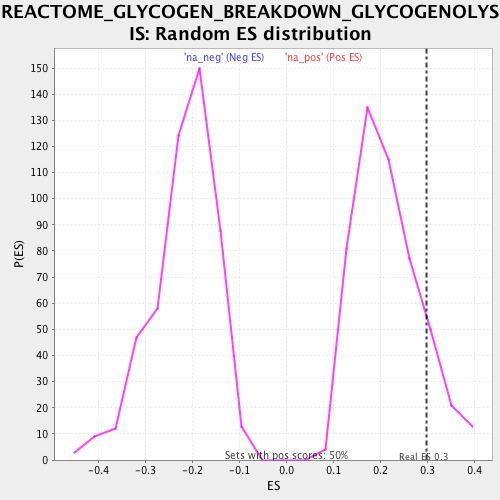 REACTOME_GLYCOGEN_BREAKDOWN_GLYCOGENOLYS
IS: Random ES distribution
'na_neg' (Neg ES) 'na_pos' (Pos ES)
150
140
130
120
110
100
90
80
70
60
50
40
30
20
10
0
P(ES)
Sets with pos scores: 50%
Real ES 0.3
-0.4 -0.3 -0.2 -0.1 0.0 0.1 0.2 0.3 0.4
ES